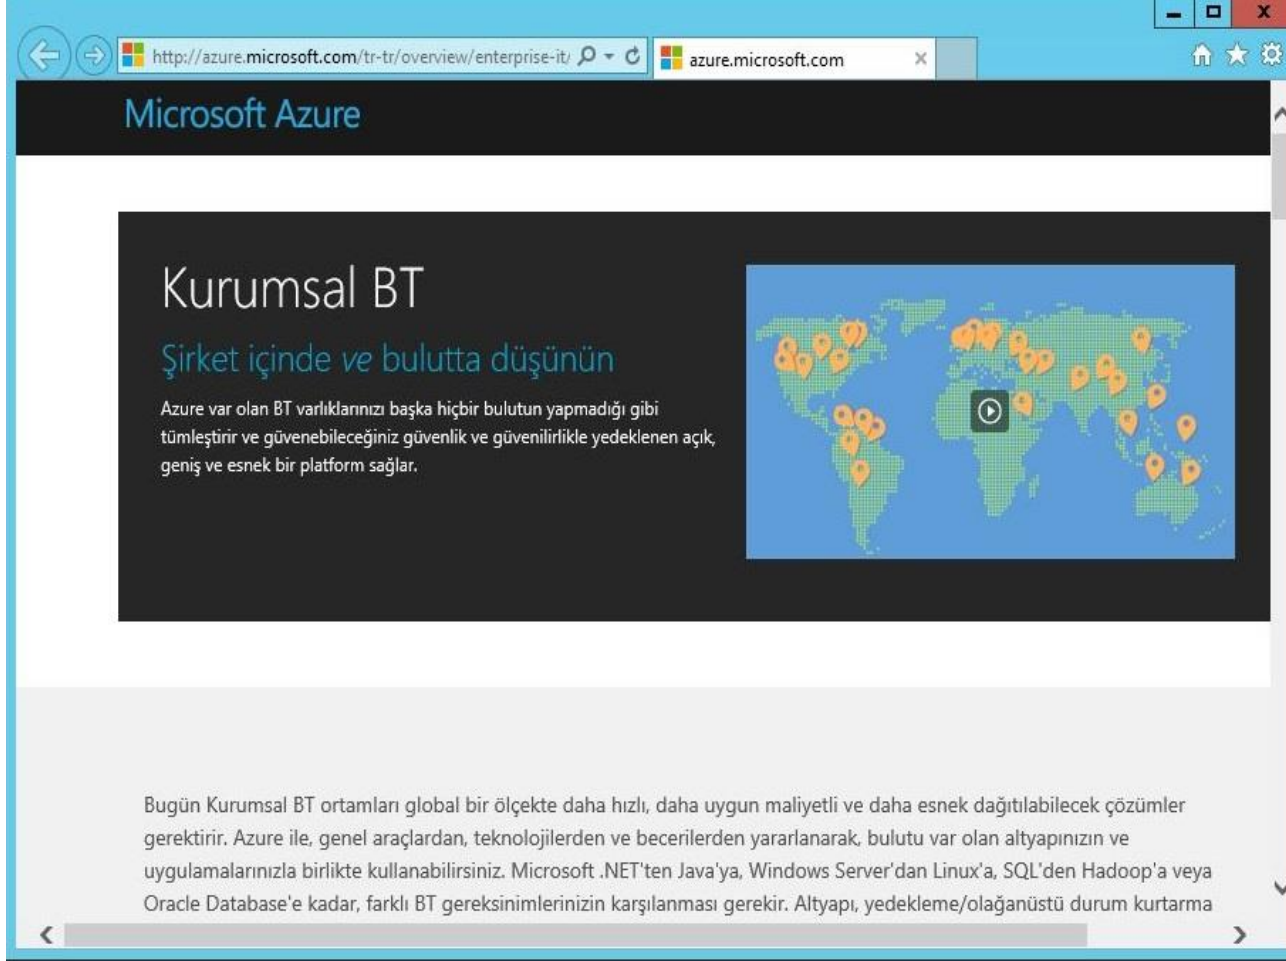 http://azure.microsoft.com/tr-tr/overview/enterprise-it/
azure.microsoft.com
Microsoft Azure
Kurumsal BT
Şirket içinde ve bulutta düşünün
Azure var olan BT varlıklarınızı başka hiçbir bulutun yapmadığı gibi
tümleştirir ve güvenebileceğiniz güvenlik ve güvenilirlikle yedeklenen açık,
geniş ve esnek bir platform sağlar.
Bugün Kurumsal BT ortamları global bir ölçekte daha hızlı, daha uygun maliyetli ve daha esnek dağıtılabilecek çözümler
gerektirir. Azure ile, genel araçlardan, teknolojilerden ve becerilerden yararlanarak, bulutu var olan altyapınızın ve
uygulamalarınızla birlikte kullanabilirsiniz. Microsoft .NET'ten Java'ya, Windows Server'dan Linux'a, SQL'den Hadoop'a veya
Oracle Database'e kadar, farklı BT gereksinimlerinizin karşılanması gerekir. Altyapı, yedekleme/olağanüstü durum kurtarma